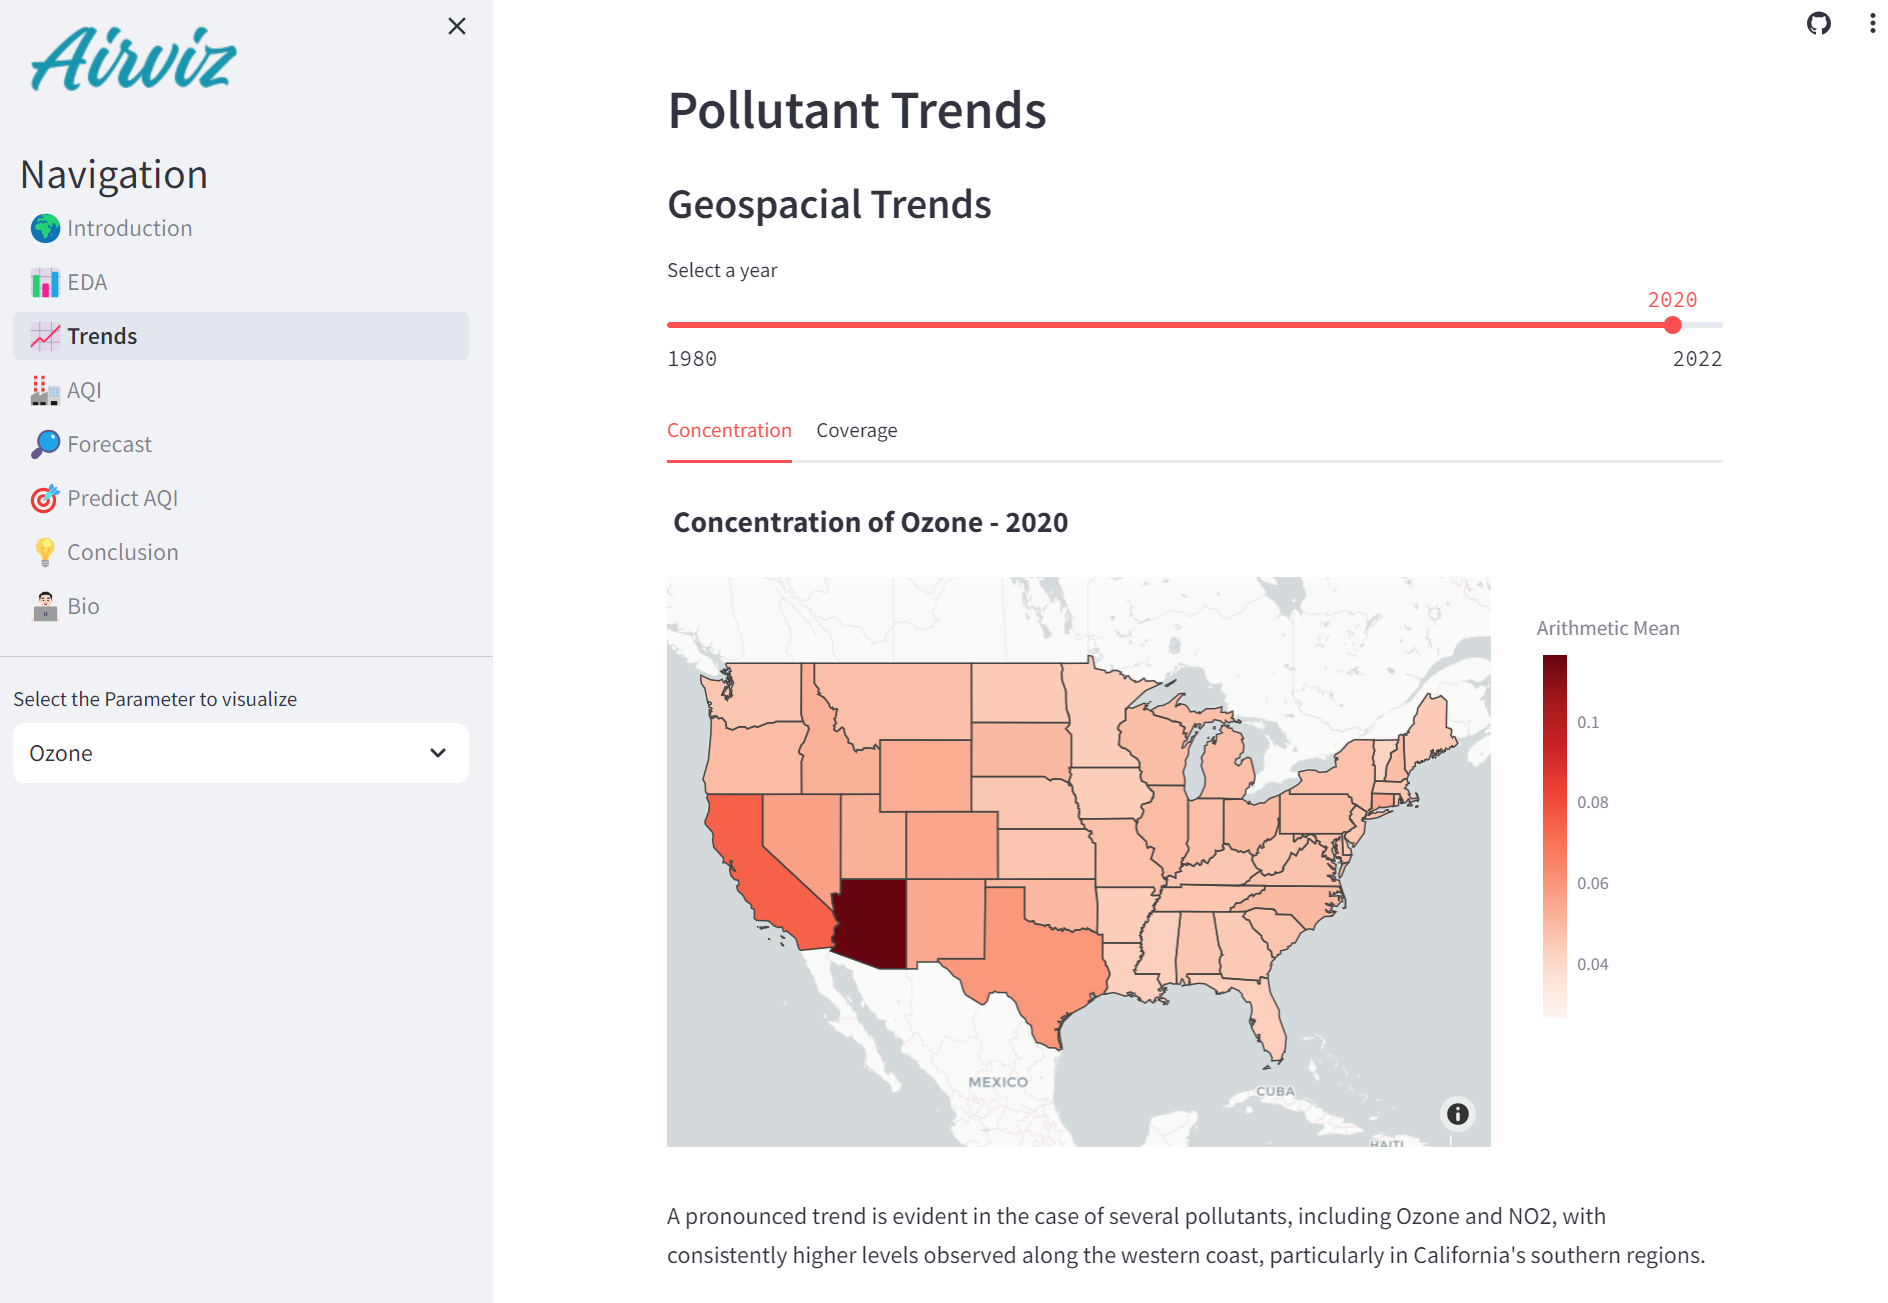 Airviz
Navigation
Introduction
EDA
Trends
AQI
Forecast
Predict AQI
Conclusion
Bio
Select the Parameter to visualize
Ozone
Pollutant Trends
Geospacial Trends
Select a year
2020
1980
2022
Concentration
Coverage
Concentration of Ozone - 2020
Arithmetic Mean
0.1
0.08
0.06
0.04
MEXICO
CUBA
HAITI
A pronounced trend is evident in the case of several pollutants, including Ozone and NO2, with
consistently higher levels observed along the western coast, particularly in California's southern regions.